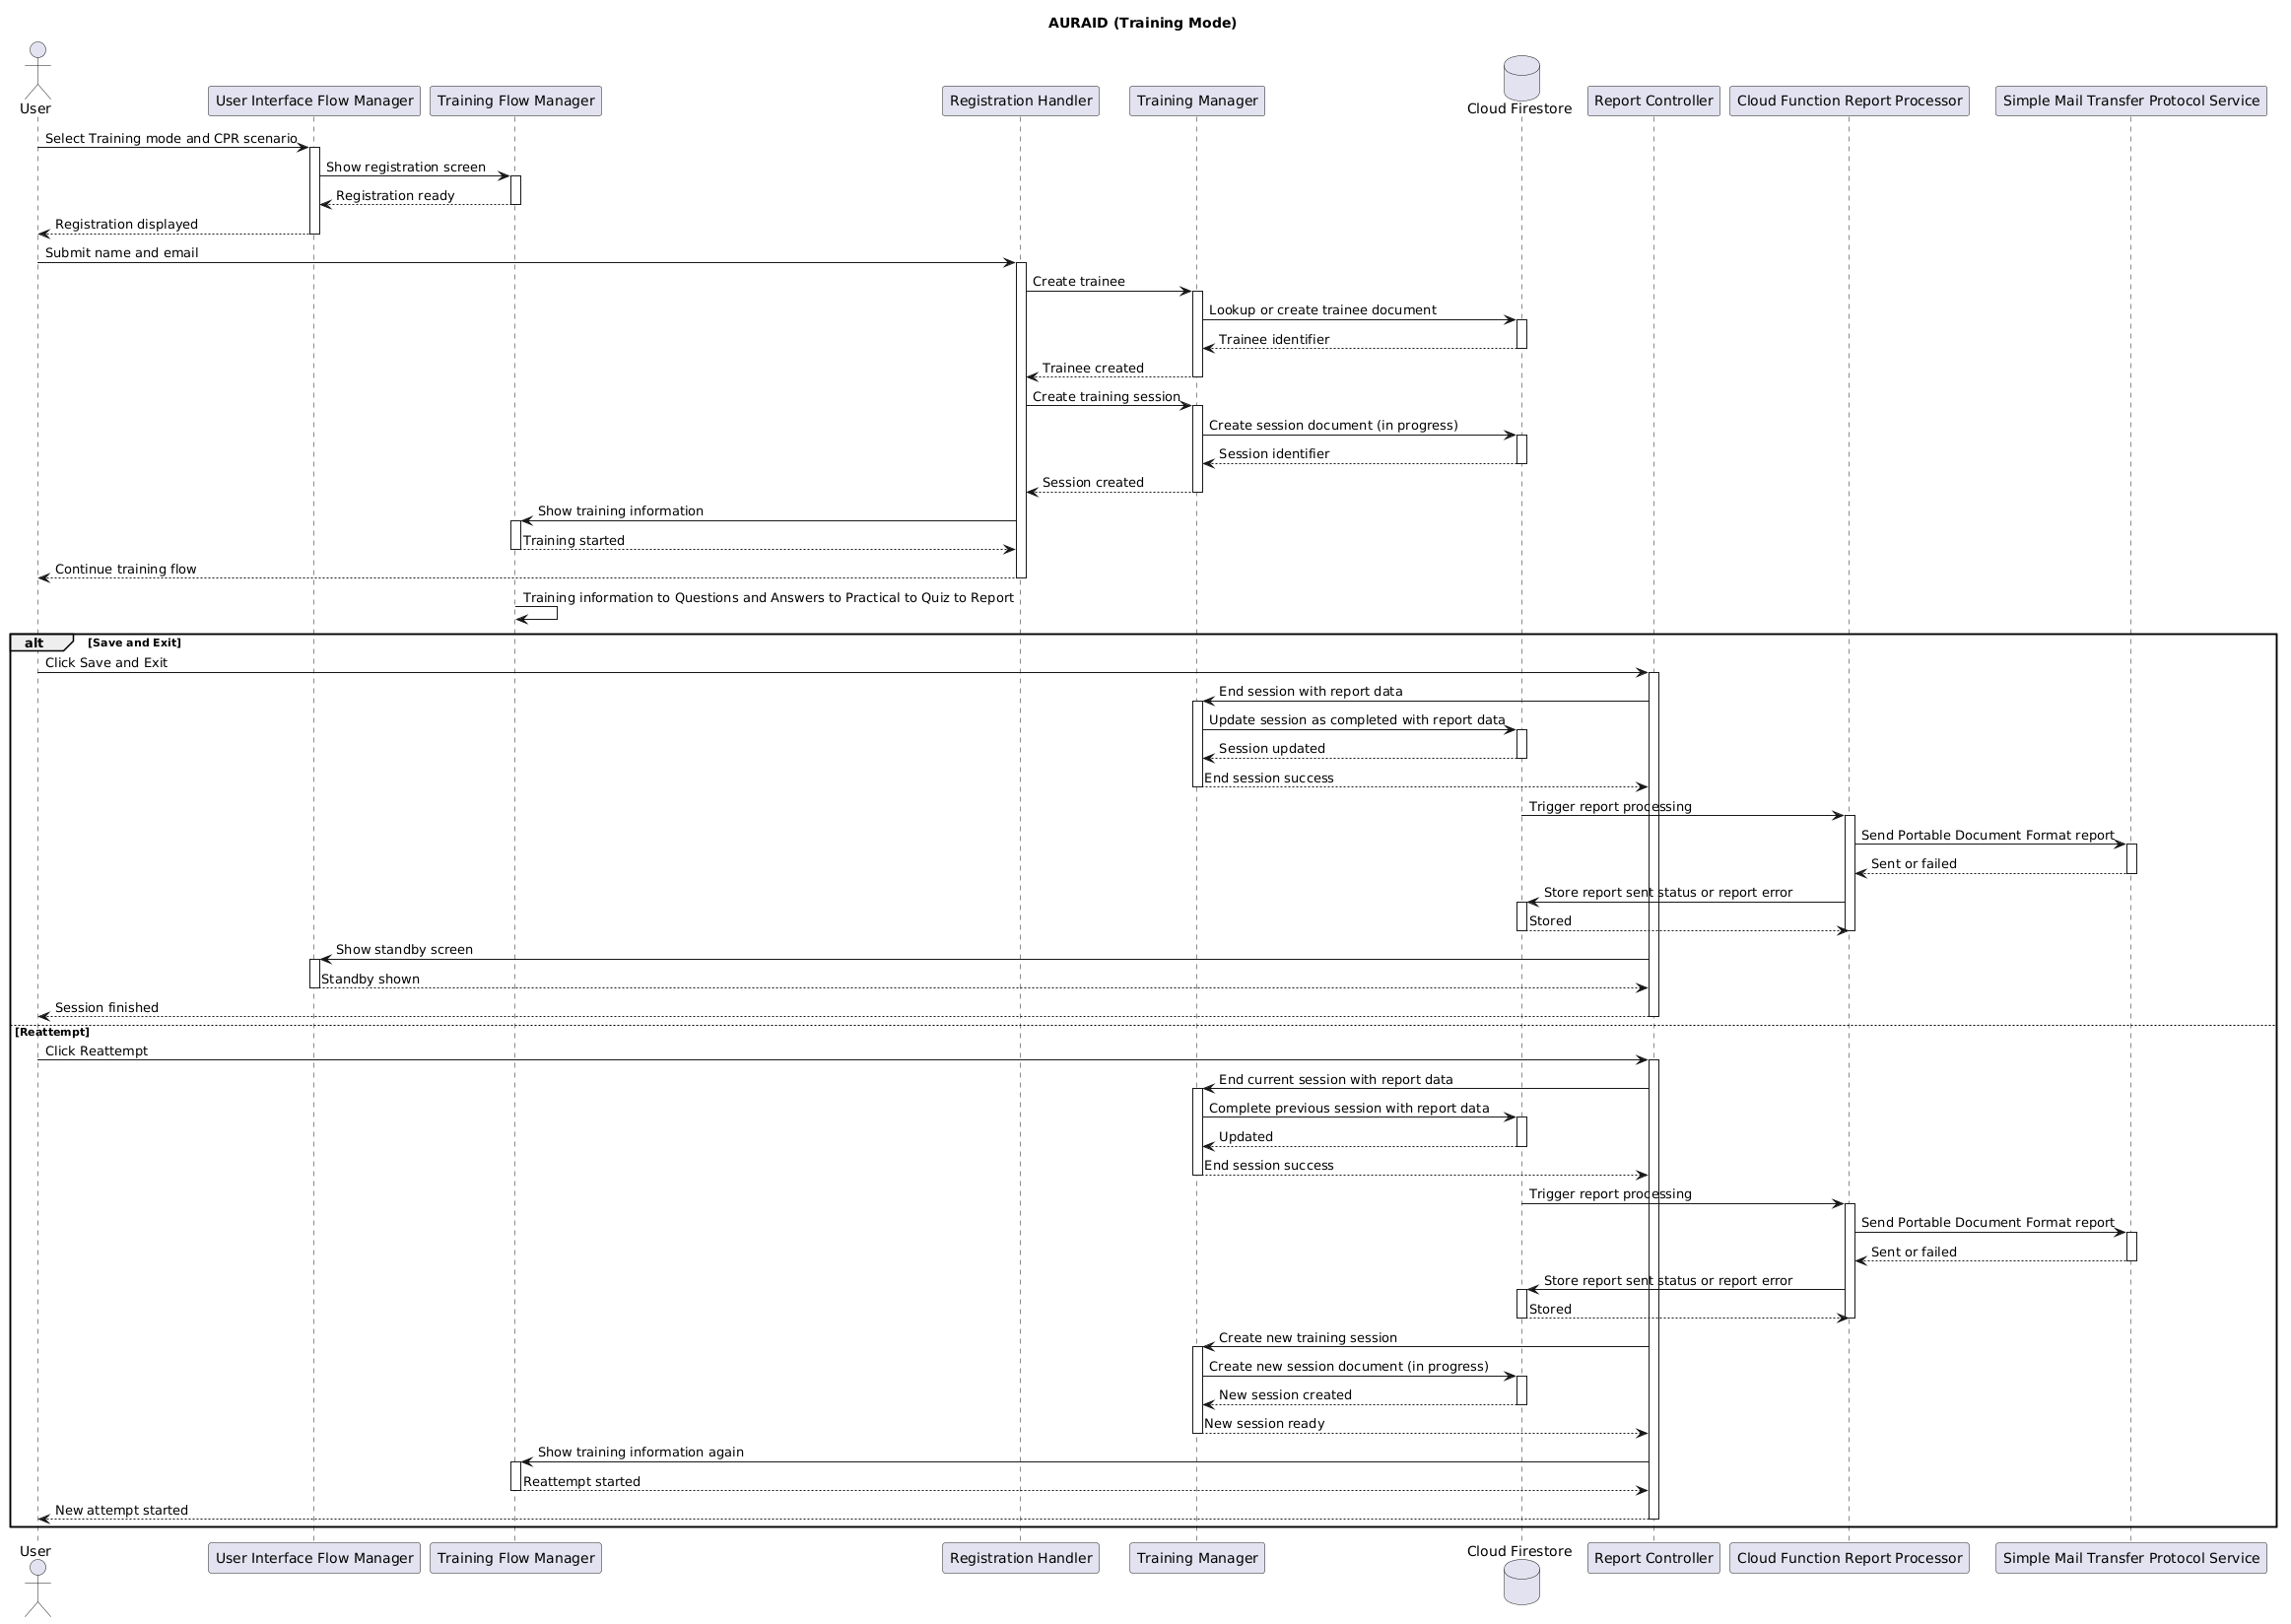 AURAID (Training Mode)
User
User Interface Flow Manager
Training Flow Manager
Registration Handler
Training Manager
Cloud Firestore
Report Controller
Cloud Function Report Processor
Simple Mail Transfer Protocol Service
Select Training mode and CPR scenario
Show registration screen
Registration ready
Registration displayed
Submit name and email
Create trainee
Lookup or create trainee document
Trainee identifier
Trainee created
Create training session
Create session document (in progress)
Session identifier
Session created
Show training information
Training started
Continue training flow
Training information to Questions and Answers to Practical to Quiz to Report
alt [Save and Exit]
Click Save and Exit
End session with report data
Update session as completed with report data
Session updated
End session success
Trigger report processing
Send Portable Document Format report
Sent or failed
Store report sent status or report error
Stored
Show standby screen
Standby shown
Session finished
[Reattempt]
Click Reattempt
End current session with report data
Complete previous session with report data
Updated
End session success
Trigger report processing
Send Portable Document Format report
Sent or failed
Store report sent status or report error
Stored
Create new training session
Create new session document (in progress)
New session created
New session ready
Show training information again
Reattempt started
New attempt started
User
User Interface Flow Manager
Training Flow Manager
Registration Handler
Training Manager
Cloud Firestore
Report Controller
Cloud Function Report Processor
Simple Mail Transfer Protocol Service